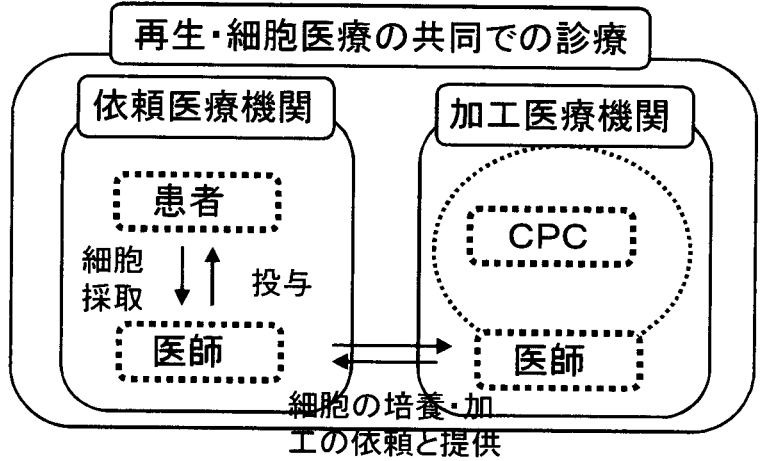 再生・細胞医療の共同での診療
依頼医療機関
加工医療機関
患者
CPC
細胞
採取
投与
医師
医師
細胞の培養・加
工の依頼と提供